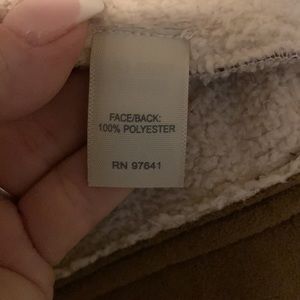 FACE/BACK:
100% POLYESTER
RN 97641